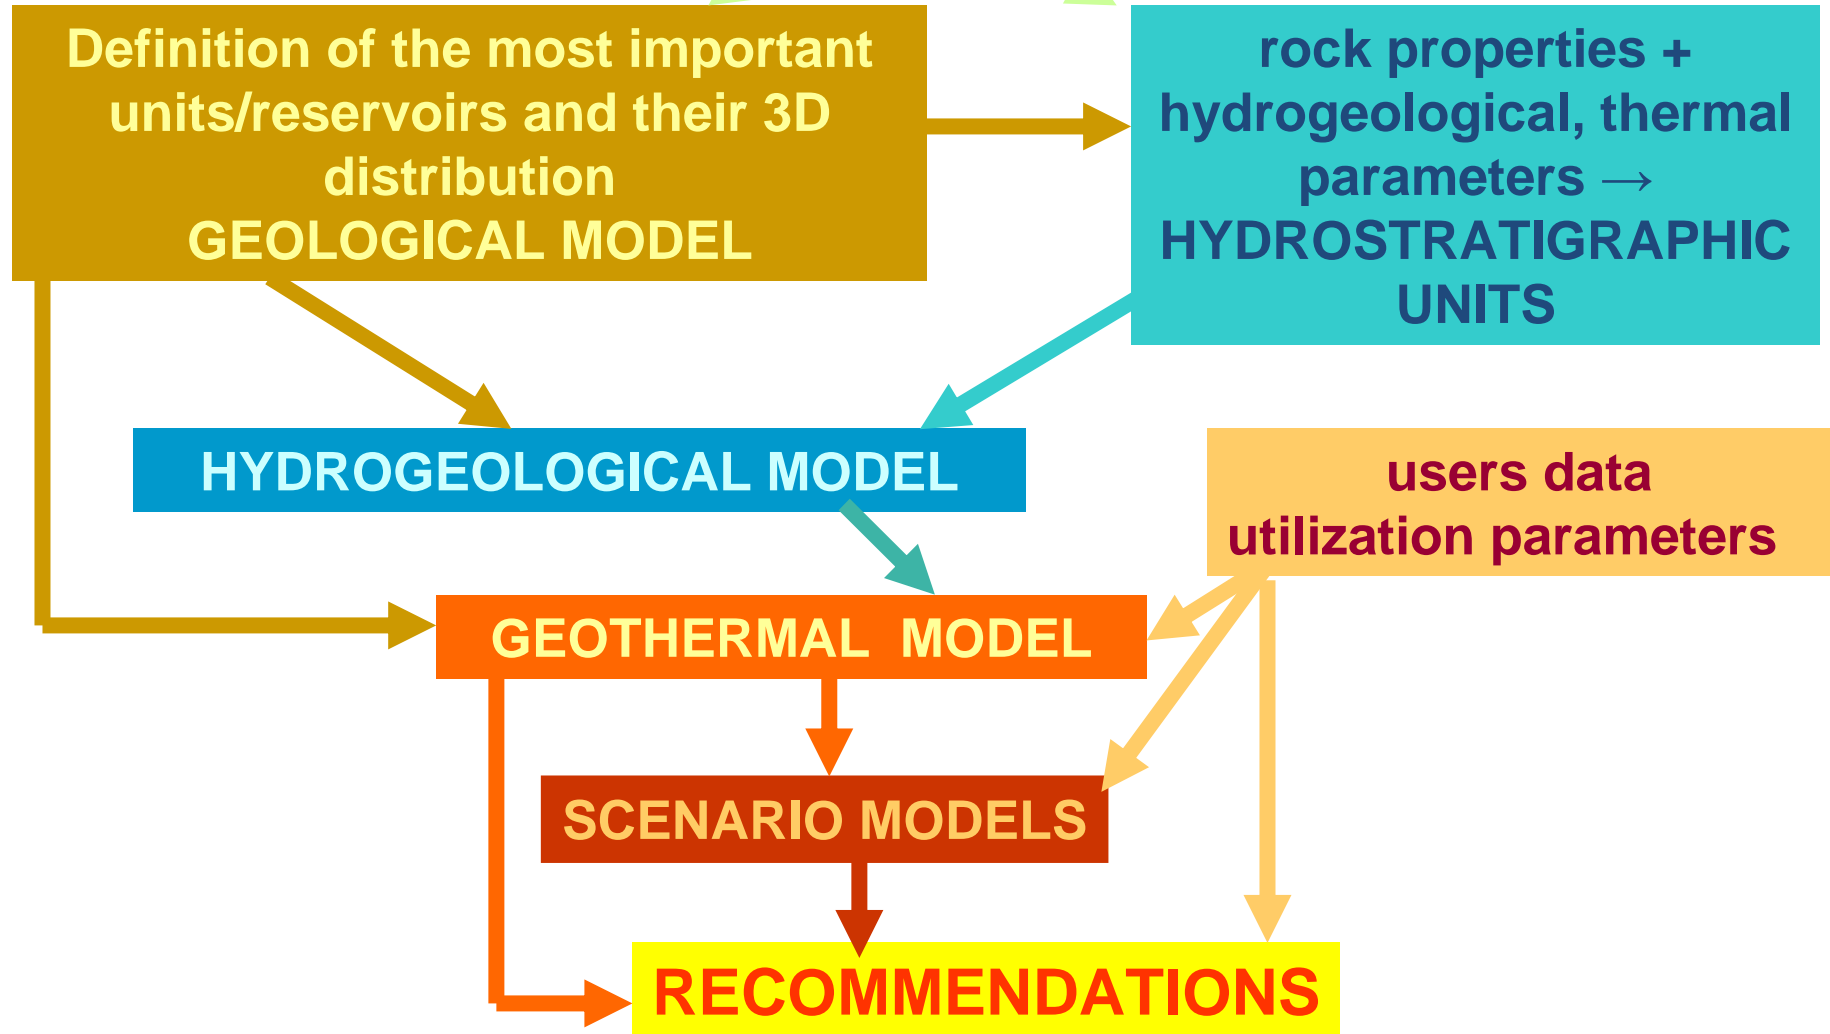 Definition of the most important
units/reservoirs and their 3D
distribution
GEOLOGICAL MODEL
rock properties +
hydrogeological, thermal
parameters →
HYDROSTRATIGRAPHIC
UNITS
HYDROGEOLOGICAL MODEL
users data
utilization parameters
GEOTHERMAL MODEL
SCENARIO MODELS
RECOMMENDATIONS